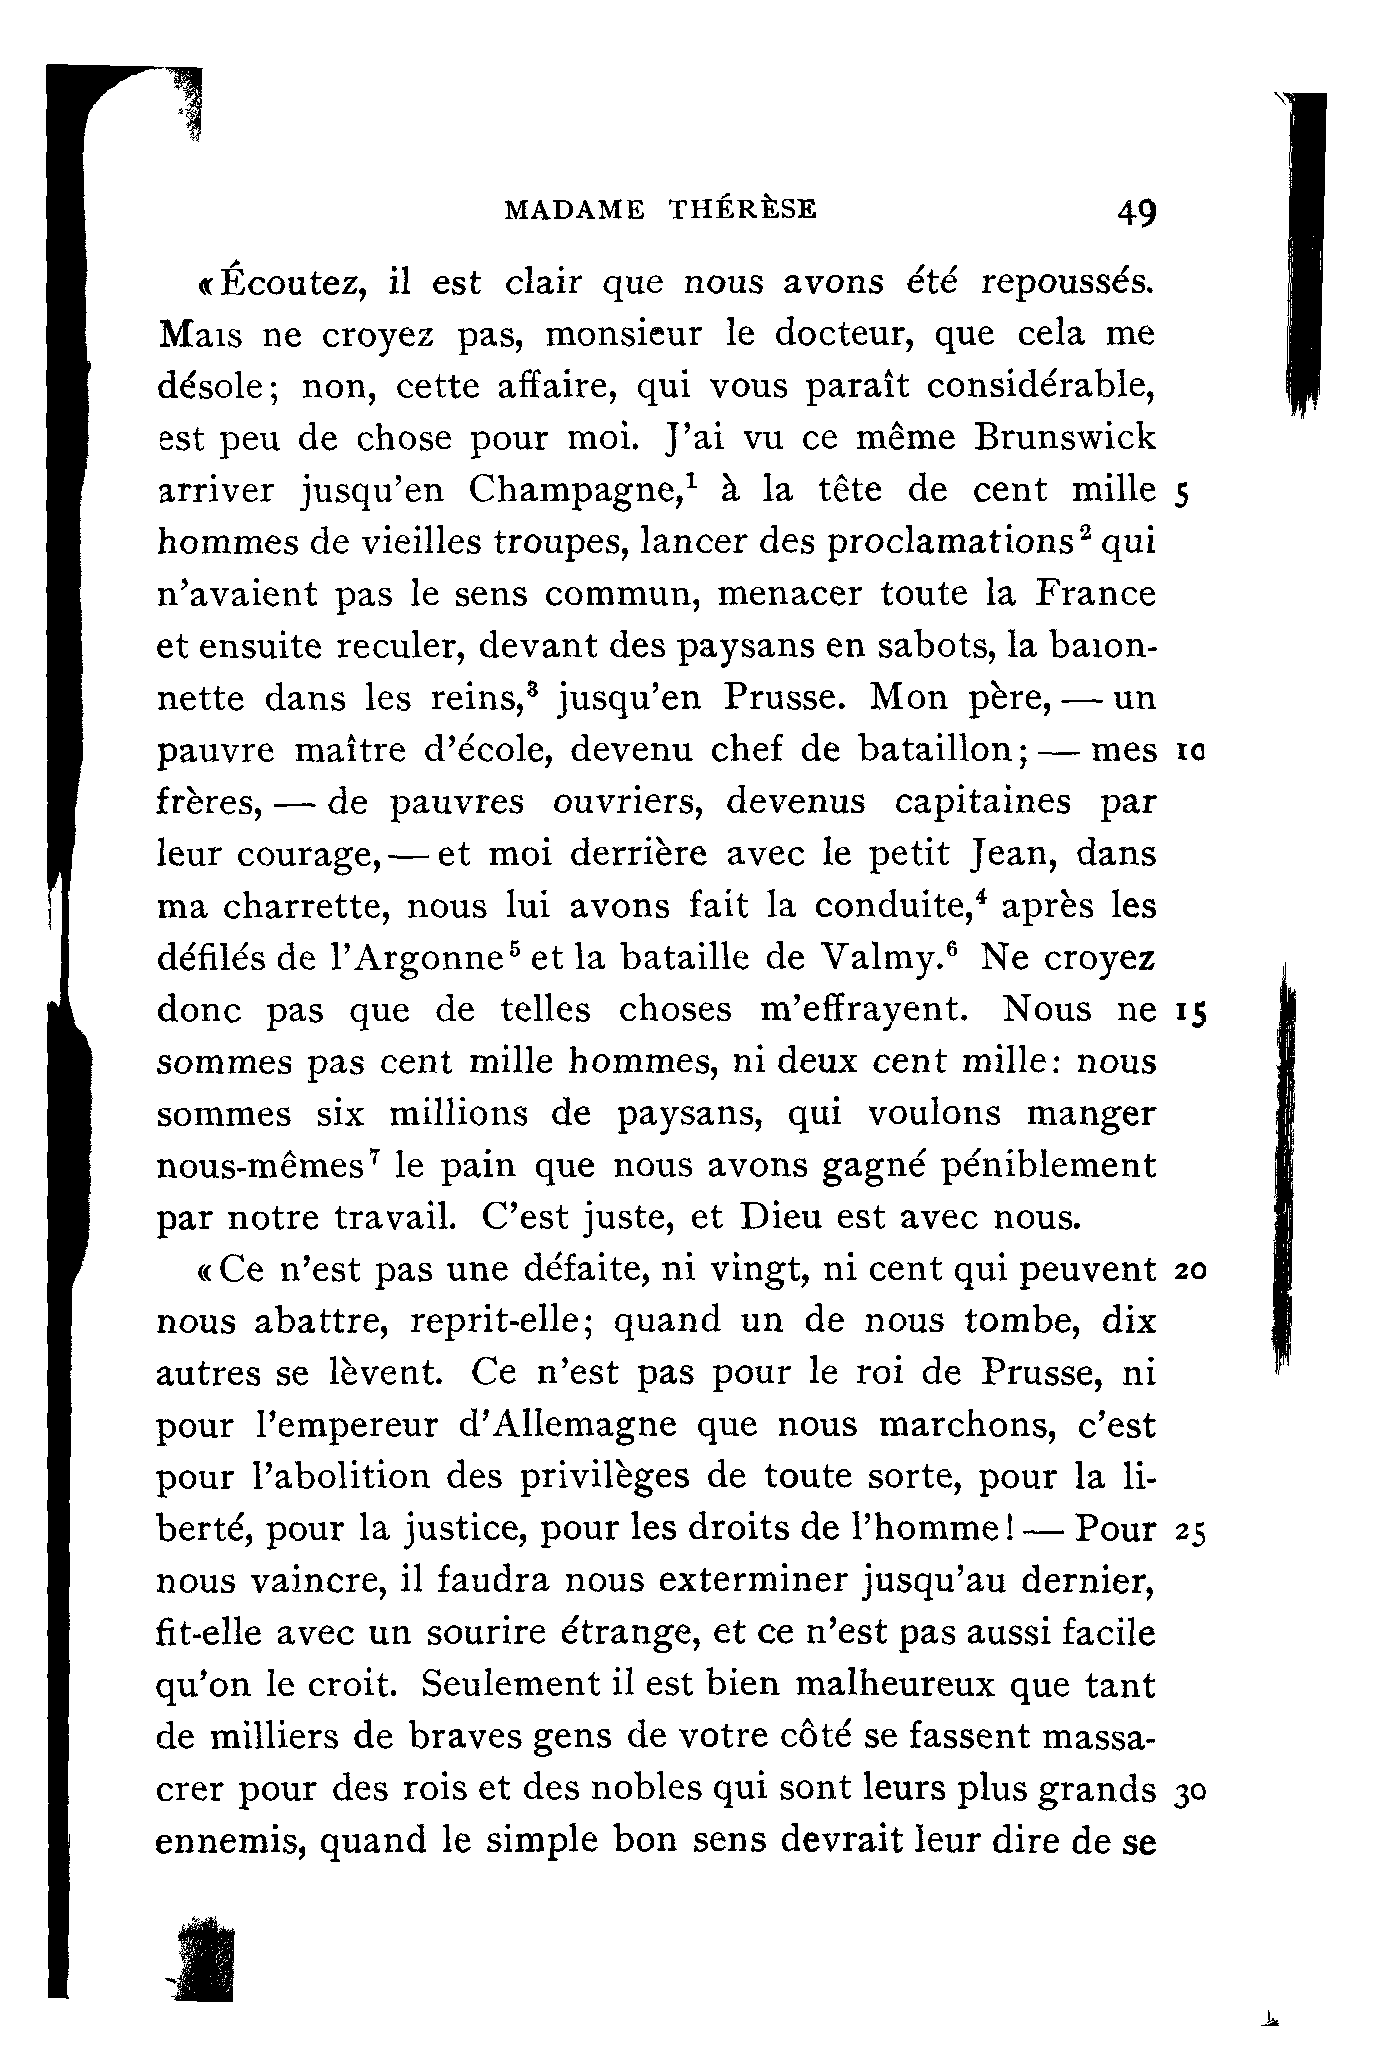 MADAME THÉRÈSE 49
«Écoutez, il est clair que nous avons été repoussés.
Mais ne croyez pas, monsieur le docteur, que cela me
désole; non, cette affaire, qui vous paraît considérable,
est peu de chose pour moi. J'ai vu ce même Brunswick
arriver jusqu'en Champagne,¹ à la tête de cent mille 5
hommes de vieilles troupes, lancer des proclamations² qui
n'avaient pas le sens commun, menacer toute la France
et ensuite reculer, devant des paysans en sabots, la baion-
nette dans les reins,³ jusqu'en Prusse. Mon père, — un
pauvre maître d'école, devenu chef de bataillon; — mes 10
frères, — de pauvres ouvriers, devenus capitaines par
leur courage, — et moi derrière avec le petit Jean, dans
ma charrette, nous lui avons fait la conduite,⁴ après les
défilés de l'Argonne⁵ et la bataille de Valmy.⁶ Ne croyez
donc pas que de telles choses m'effrayent. Nous ne 15
sommes pas cent mille hommes, ni deux cent mille: nous
sommes six millions de paysans, qui voulons manger
nous-mêmes⁷ le pain que nous avons gagné péniblement
par notre travail. C'est juste, et Dieu est avec nous.
«Ce n'est pas une défaite, ni vingt, ni cent qui peuvent 20
nous abattre, reprit-elle; quand un de nous tombe, dix
autres se lèvent. Ce n'est pas pour le roi de Prusse, ni
pour l'empereur d'Allemagne que nous marchons, c'est
pour l'abolition des privilèges de toute sorte, pour la li-
berté, pour la justice, pour les droits de l'homme! — Pour 25
nous vaincre, il faudra nous exterminer jusqu'au dernier,
fit-elle avec un sourire étrange, et ce n'est pas aussi facile
qu'on le croit. Seulement il est bien malheureux que tant
de milliers de braves gens de votre côté se fassent massa-
crer pour des rois et des nobles qui sont leurs plus grands 30
ennemis, quand le simple bon sens devrait leur dire de se